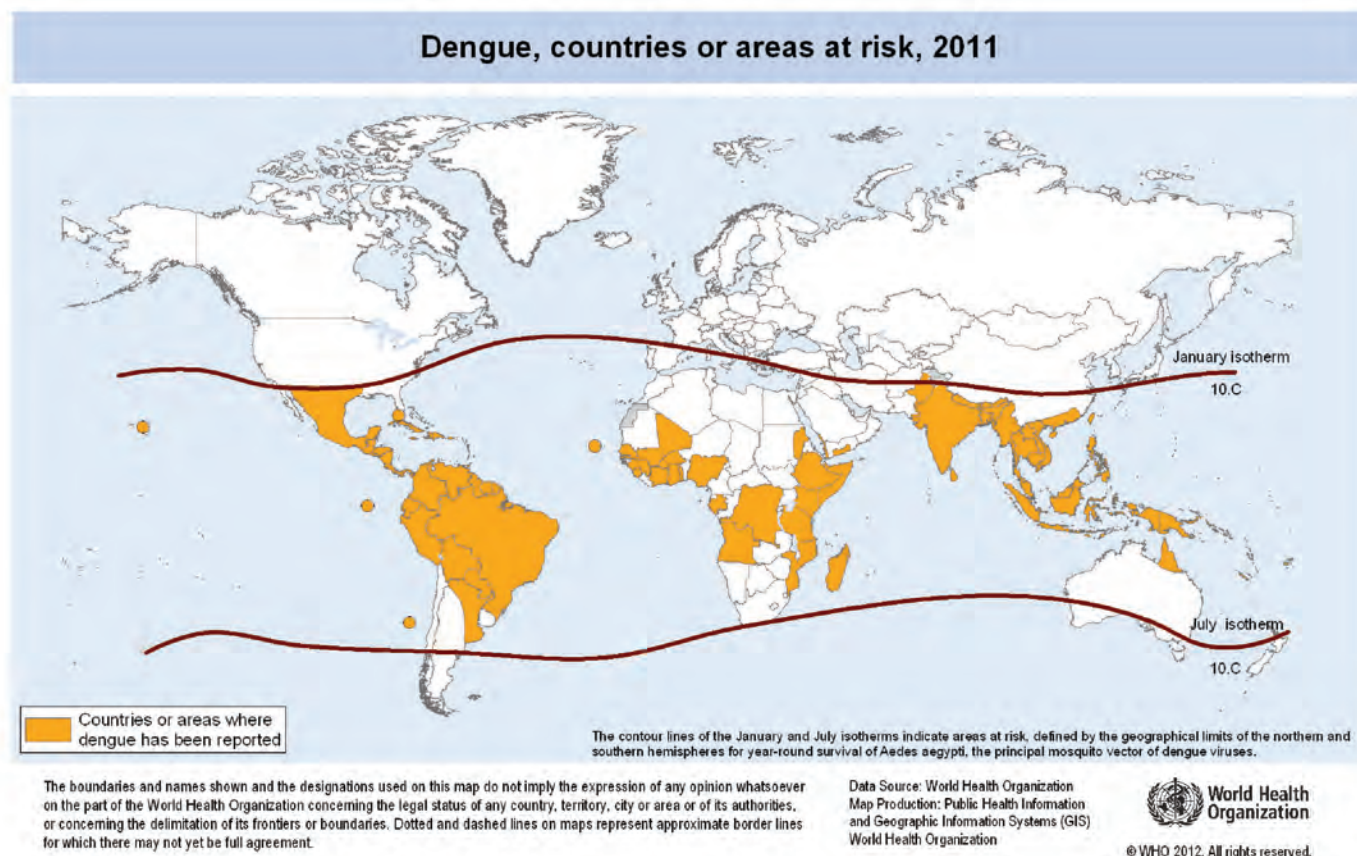 Dengue, countries or areas at risk, 2011
January isotherm
10.C
July isotherm
10.C
Countries or areas where
dengue has been reported
The contour lines of the January and July isotherms indicate areas at risk, defined by the geographical limits of the northern and
southern hemispheres for year-round survival of Aedes aegypti, the principal mosquito vector of dengue viruses.
The boundaries and names shown and the designations used on this map do not imply the expression of any opinion whatsoever
on the part of the World Health Organization concerning the legal status of any country, territory, city or area or of its authorities,
or concerning the delimitation of its frontiers or boundaries. Dotted and dashed lines on maps represent approximate border lines
for which there may not yet be full agreement.
Data Source: World Health Organization
Map Production: Public Health Information
and Geographic Information Systems (GIS)
World Health Organization
World Health
Organization
© WHO 2012. All rights reserved.